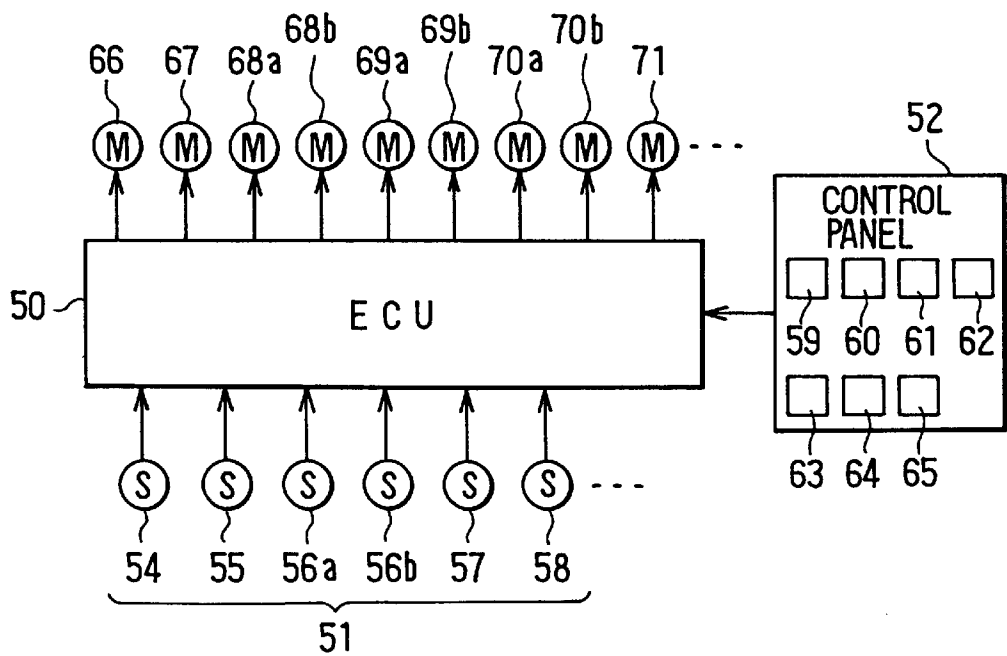 68b 69b 70b
66 67 68a 69a 70a 71
M M M M M M M M M - - -
52
CONTROL
PANEL
50
ECU
59 60 61 62
63 64 65
S S S S S S - - -
54 55 56a 56b 57 58
51